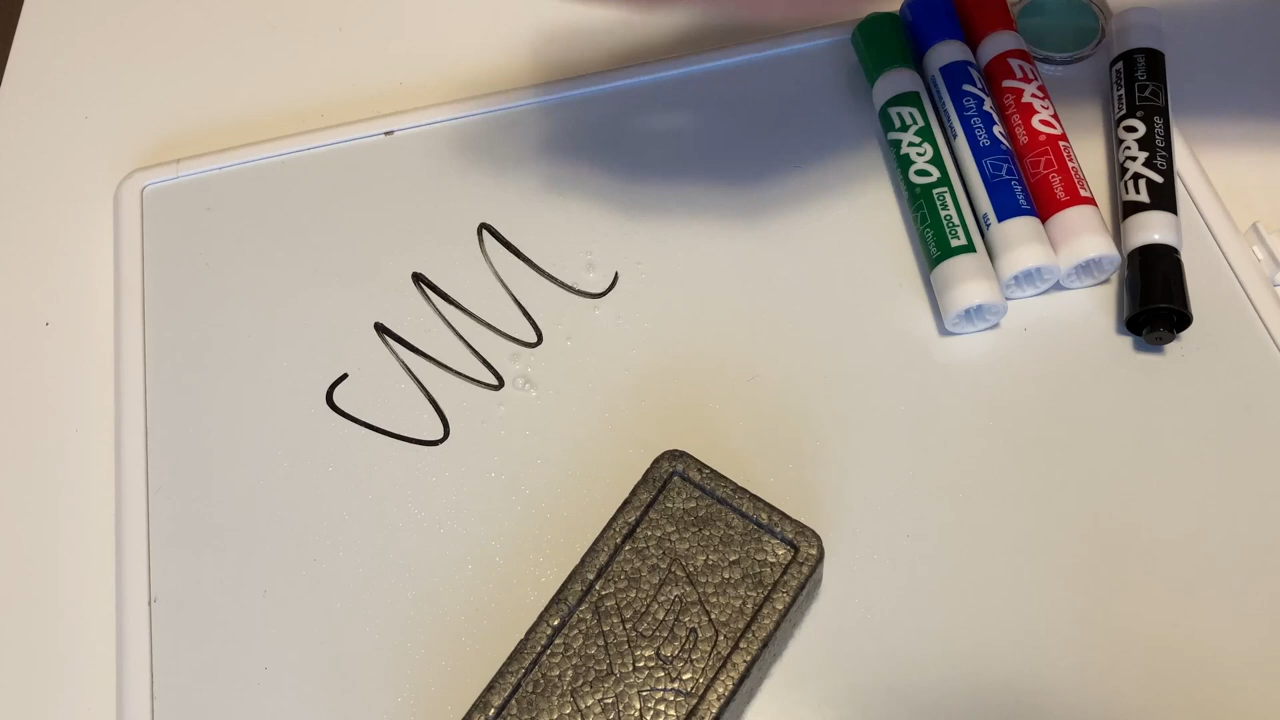 EXPO
low odor
chisel
EXPO
dry erase
chisel
U.S.A.
EXPO
dry erase
low odor
chisel
EXPO
low odor
dry erase
chisel